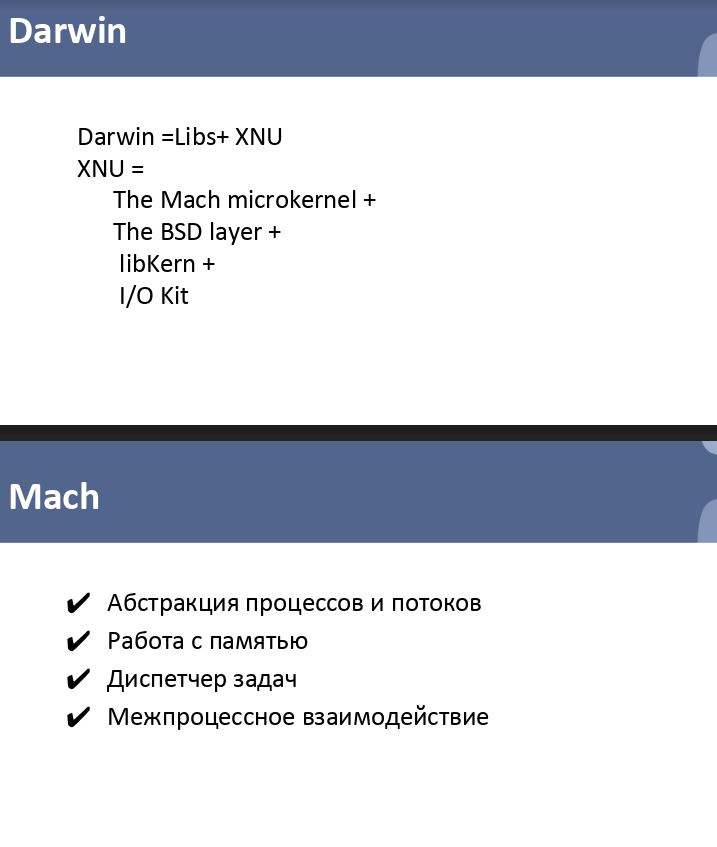 Darwin
Darwin =Libs+ XNU
XNU =
The Mach microkernel +
The BSD layer +
libKern +
I/O Kit
Mach
✔ Абстракция процессов и потоков
✔ Работа с памятью
✔ Диспетчер задач
✔ Межпроцессное взаимодействие